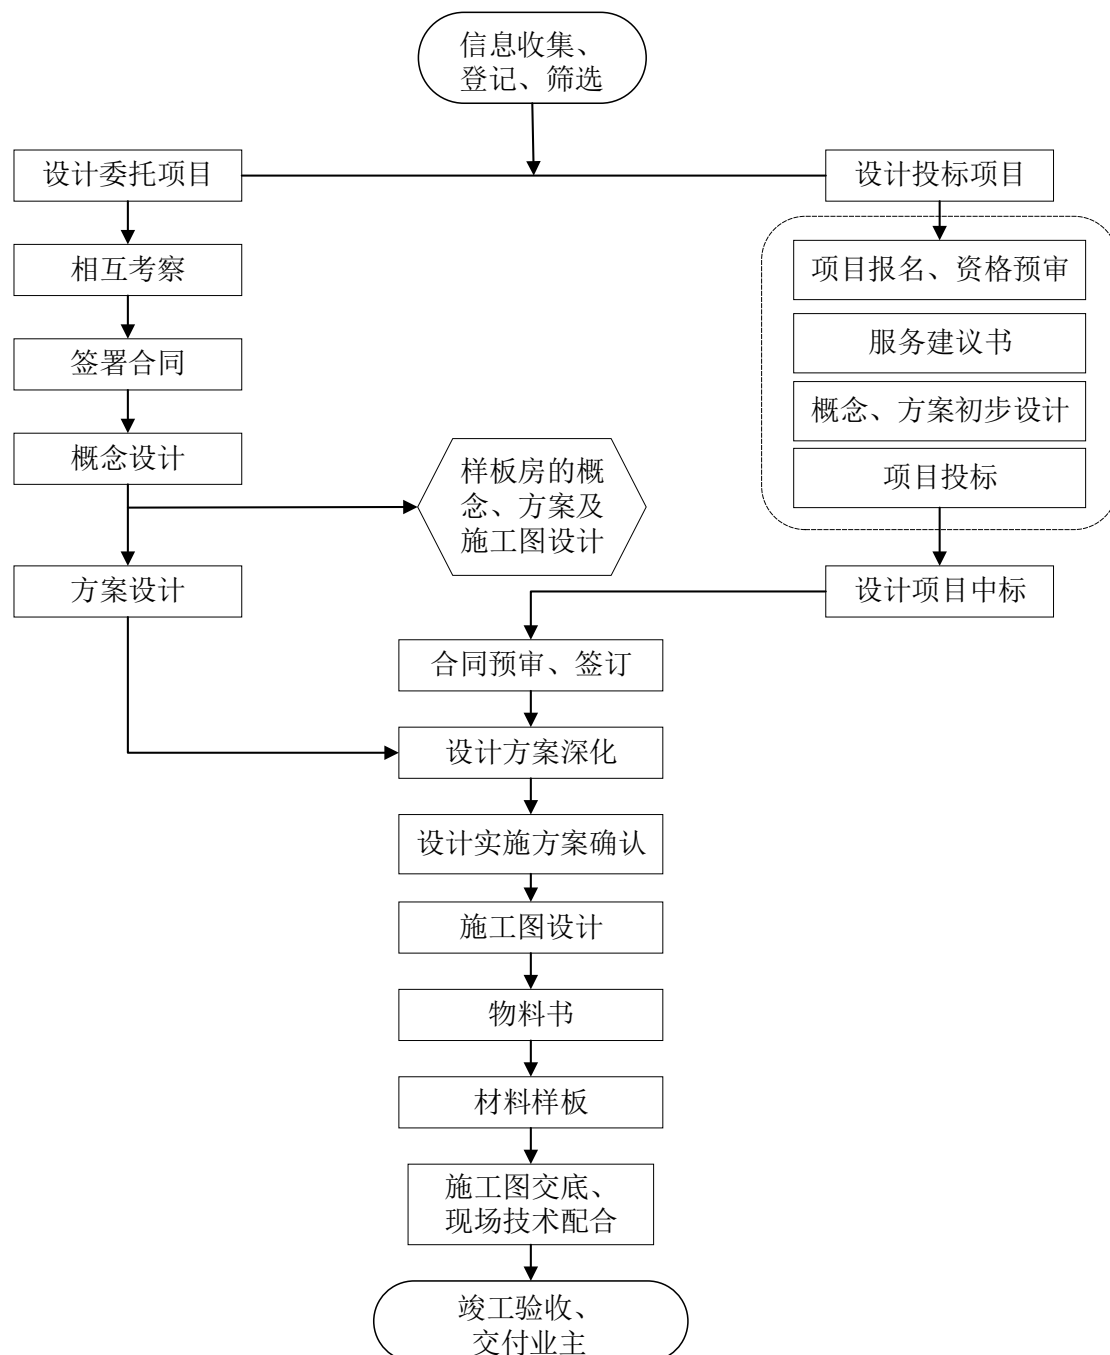 信息收集、
登记、筛选
设计委托项目
设计投标项目
相互考察
项目报名、资格预审
签署合同
服务建议书
概念、方案初步设计
概念设计
样板房的概
念、方案及
施工图设计
项目投标
方案设计
设计项目中标
合同预审、签订
设计方案深化
设计实施方案确认
施工图设计
物料书
材料样板
施工图交底、
现场技术配合
竣工验收、
交付业主